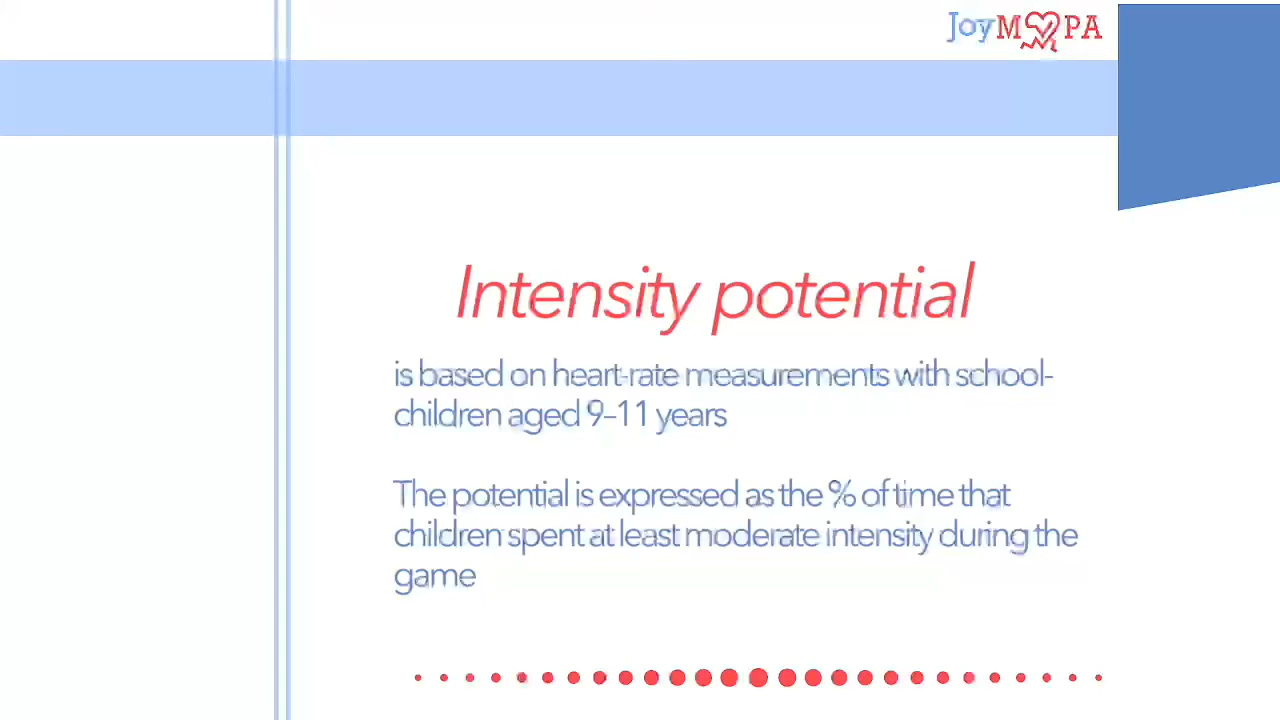 JoyMOPA
Intensity potential
is based on heart-rate measurements with school-
children aged 9–11 years
The potential is expressed as the % of time that
children spent at least moderate intensity during the
game